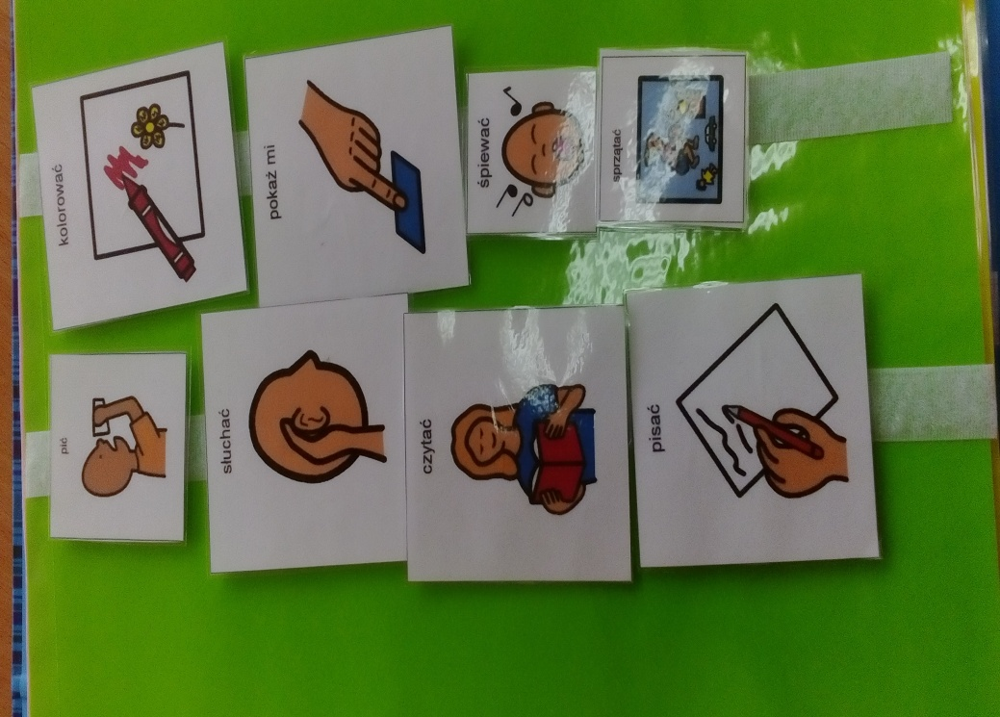 pić
słuchać
czytać
pisać
kolorować
pokaż mi
śpiewać
sprzątać